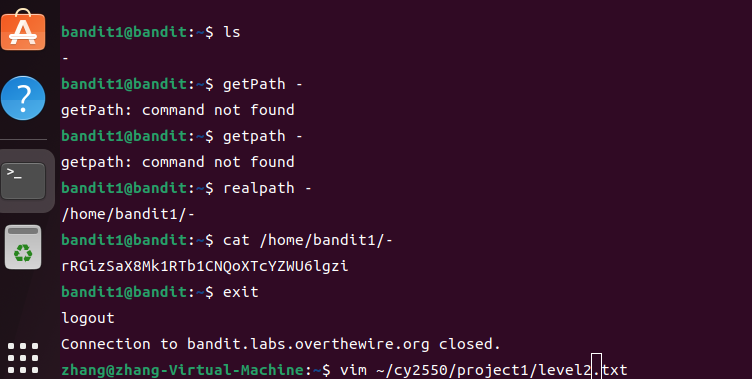 bandit1@bandit:~$ ls
-
bandit1@bandit:~$ getPath -
getPath: command not found
bandit1@bandit:~$ getpath -
getpath: command not found
bandit1@bandit:~$ realpath -
/home/bandit1/-
bandit1@bandit:~$ cat /home/bandit1/-
rRGizSaX8Mk1RTb1CNQoXTcYZWU6lgzi
bandit1@bandit:~$ exit
logout
Connection to bandit.labs.overthewire.org closed.
zhang@zhang-Virtual-Machine:~$ vim ~/cy2550/project1/level2.txt